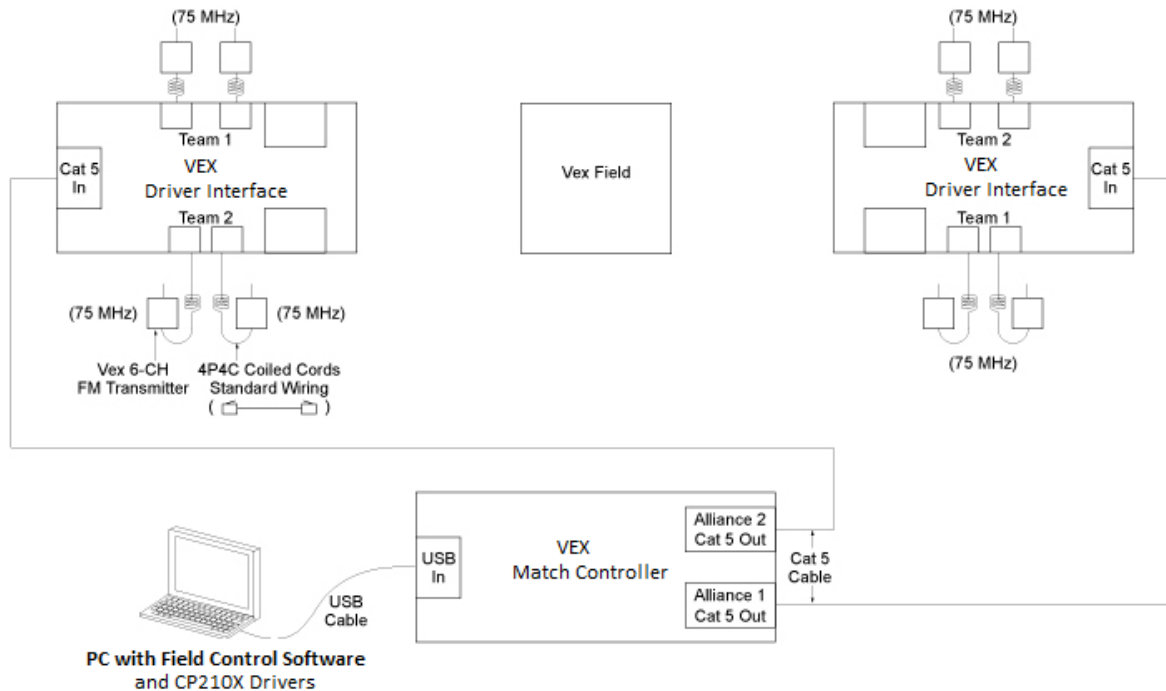 (75 MHz)
(75 MHz)
Team 1
Cat 5
In
VEX
Driver Interface
Team 2
Vex Field
Team 2
VEX
Driver Interface
Cat 5
In
Team 1
(75 MHz)
(75 MHz)
Vex 6-CH
FM Transmitter
4P4C Coiled Cords
Standard Wiring
( )
(75 MHz)
USB
In
VEX
Match Controller
Alliance 2
Cat 5 Out
Alliance 1
Cat 5 Out
Cat 5
Cable
USB
Cable
PC with Field Control Software
and CP210X Drivers